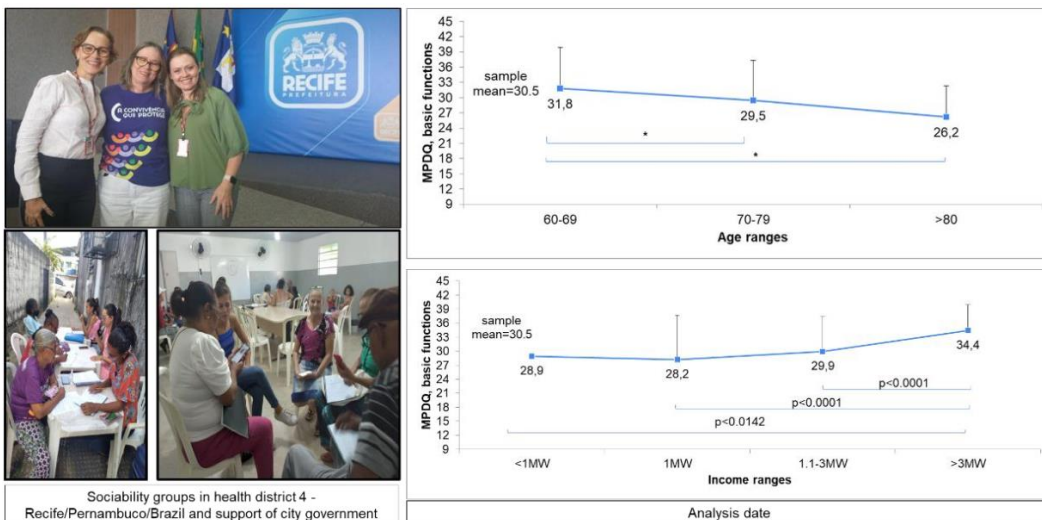 RECIFE
PREFEITURA
A CONVIVÊNCIA
QUE PROTEGE
Sociability groups in health district 4 -
Recife/Pernambuco/Brazil and support of city government
MPDQ, basic functions
45
42
39
36
33
30
27
24
21
18
15
12
9
sample
mean=30.5
31,8
29,5
26,2
*
*
60-69
70-79
>80
Age ranges
MPDQ, basic functions
45
42
39
36
33
30
27
24
21
18
15
12
9
sample
mean=30.5
28,9
28,2
29,9
34,4
p<0.0001
p<0.0001
p<0.0142
<1MW
1MW
1.1-3MW
>3MW
Income ranges
Analysis date